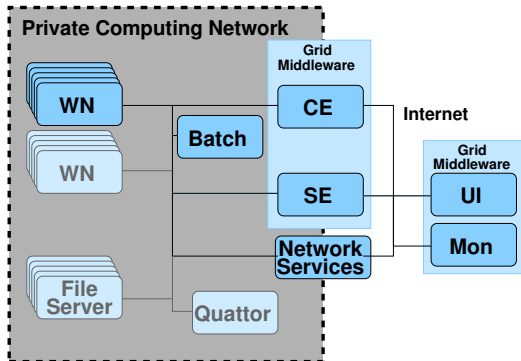 Private Computing Network
Grid
Middleware
WN
CE
Internet
Batch
WN
Grid
Middleware
SE
UI
Network
Services
Mon
File
Server
Quattor